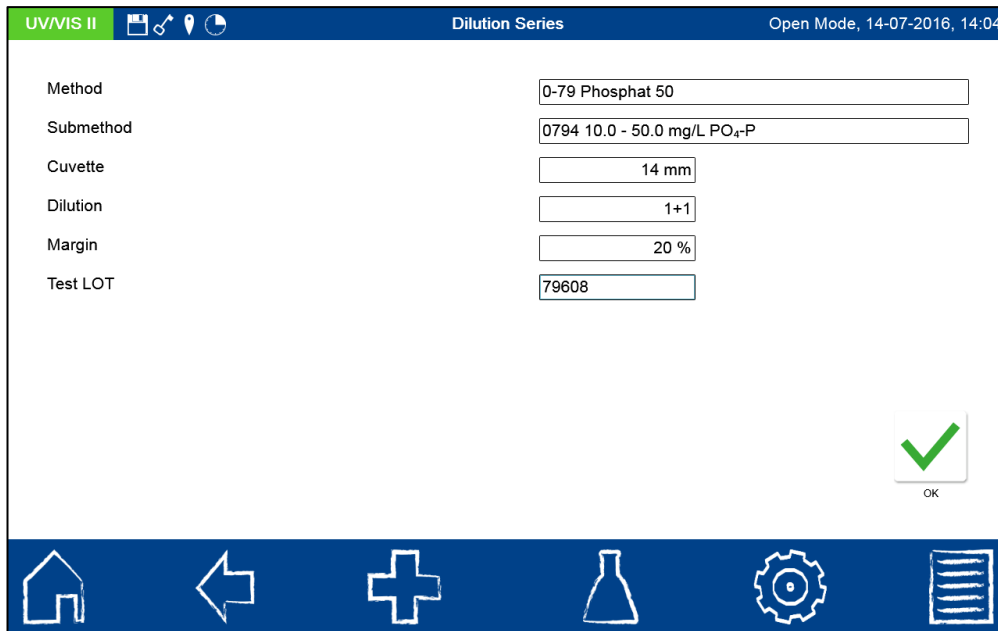 UV/VIS II Dilution Series Open Mode, 14-07-2016, 14:04
Method 0-79 Phosphat 50
Submethod 0794 10.0 - 50.0 mg/L PO₄-P
Cuvette 14 mm
Dilution 1+1
Margin 20 %
Test LOT 79608
OK